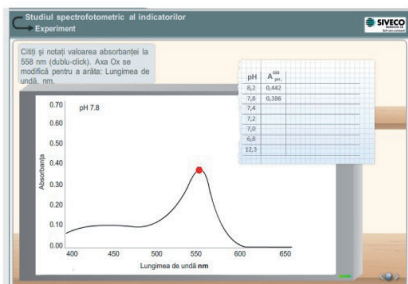 Studiul spectrofotometric al indicatorilor
Experiment
SIVECO
Citiți și notați valoarea absorbanței la
558 nm (dublu-click). Axa Ox se
modifică pentru a arăta: Lungimea de
undă, nm.
pH A
8,2 0,442
7,8 0,386
7,4
7,2
7,0
6,8
12,3
pH 7.8
Absorbanța
0.70
0.60
0.50
0.40
0.30
0.20
0.10
0.00
400 450 500 550 600 650
Lungimea de undă nm